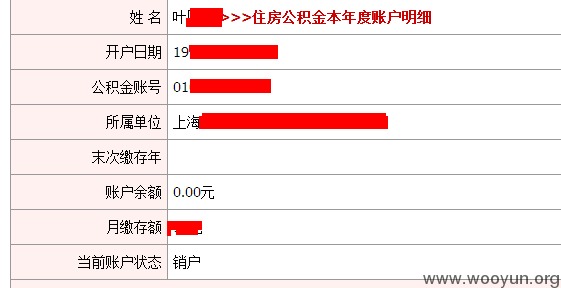 姓 名 叶 >>>住房公积金本年度账户明细
开户日期 19
公积金账号 01
所属单位 上海
末次缴存年
账户余额 0.00元
月缴存额
当前账户状态 销户
www.wooyun.org